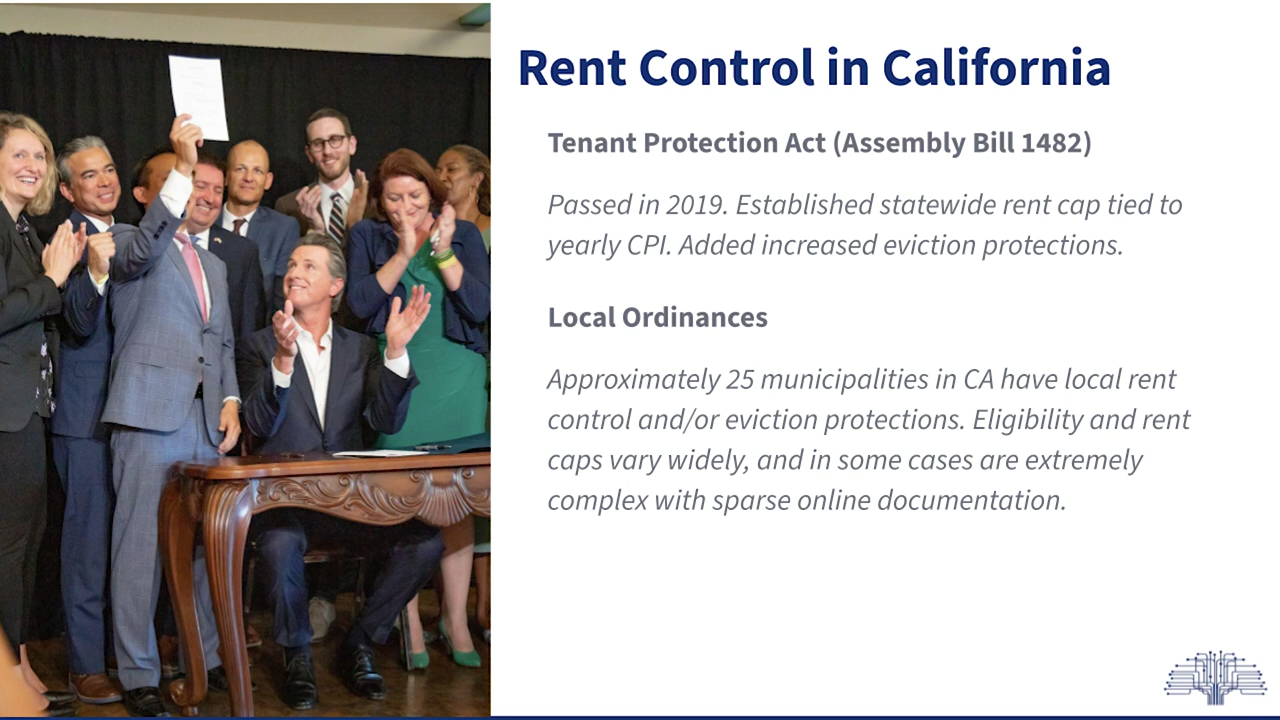 Rent Control in California
Tenant Protection Act (Assembly Bill 1482)
Passed in 2019. Established statewide rent cap tied to
yearly CPI. Added increased eviction protections.
Local Ordinances
Approximately 25 municipalities in CA have local rent
control and/or eviction protections. Eligibility and rent
caps vary widely, and in some cases are extremely
complex with sparse online documentation.